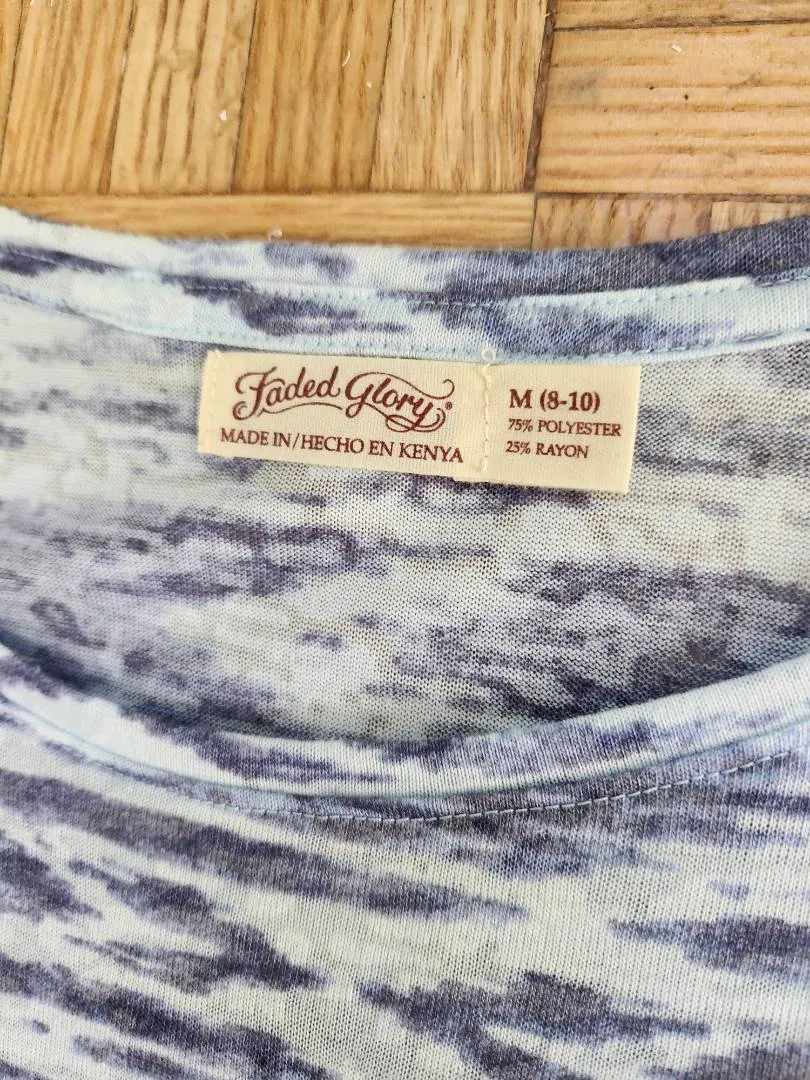 Faded Glory®
MADE IN/HECHO EN KENYA
M (8-10)
75% POLYESTER
25% RAYON